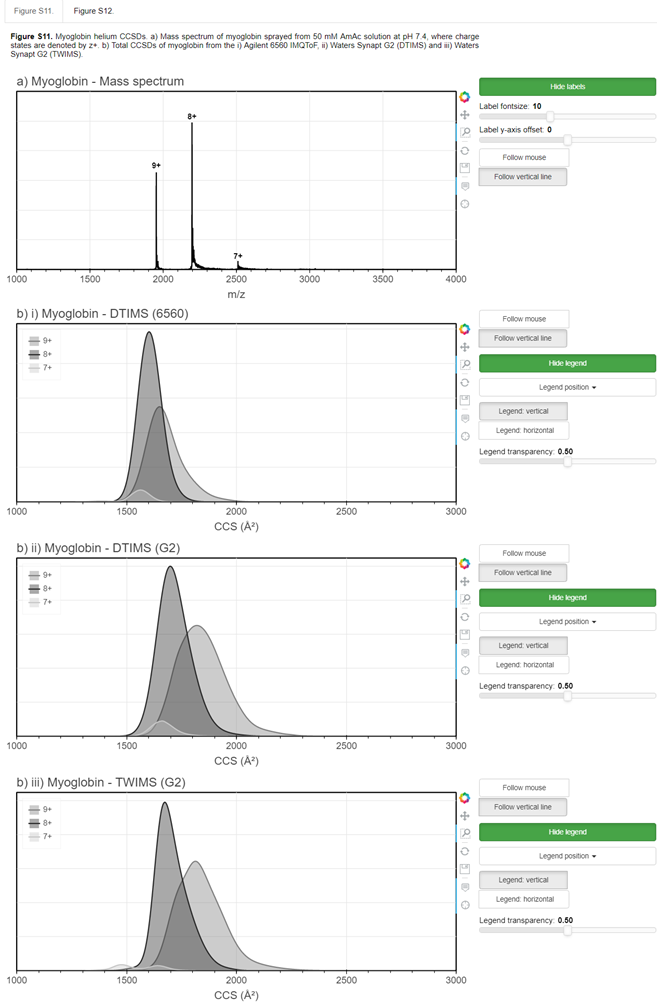 Figure S11. Figure S12.
Figure S11. Myoglobin helium CCSDs. a) Mass spectrum of myoglobin sprayed from 50 mM AmAc solution at pH 7.4, where charge
states are denoted by z+. b) Total CCSDs of myoglobin from the i) Agilent 6560 IMQToF, ii) Waters Synapt G2 (DTIMS) and iii) Waters
Synapt G2 (TWIMS).
a) Myoglobin - Mass spectrum
8+
9+
7+
1000 1500 2000 2500 3000 3500 4000
m/z
Hide labels
Label fontsize: 10
Label y-axis offset: 0
Follow mouse
Follow vertical line
b) i) Myoglobin - DTIMS (6560)
9+
8+
7+
1000 1500 2000 2500 3000
CCS (Å²)
Follow mouse
Follow vertical line
Hide legend
Legend position
Legend: vertical
Legend: horizontal
Legend transparency: 0.50
b) ii) Myoglobin - DTIMS (G2)
9+
8+
7+
1000 1500 2000 2500 3000
CCS (Å²)
Follow mouse
Follow vertical line
Hide legend
Legend position
Legend: vertical
Legend: horizontal
Legend transparency: 0.50
b) iii) Myoglobin - TWIMS (G2)
9+
8+
7+
1000 1500 2000 2500 3000
CCS (Å²)
Follow mouse
Follow vertical line
Hide legend
Legend position
Legend: vertical
Legend: horizontal
Legend transparency: 0.50